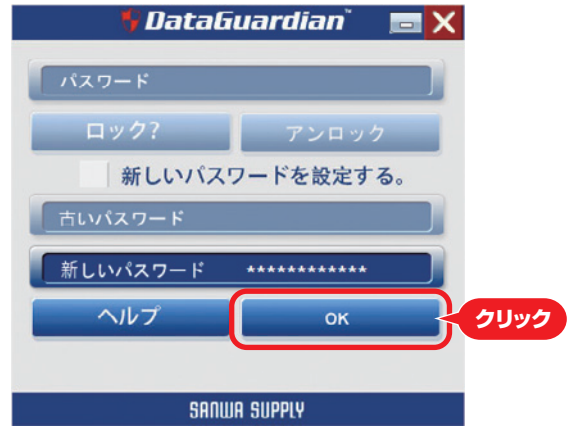 DataGuardian™
パスワード
ロック?
アンロック
新しいパスワードを設定する。
古いパスワード
新しいパスワード ************
ヘルプ
OK
クリック
SANWA SUPPLY